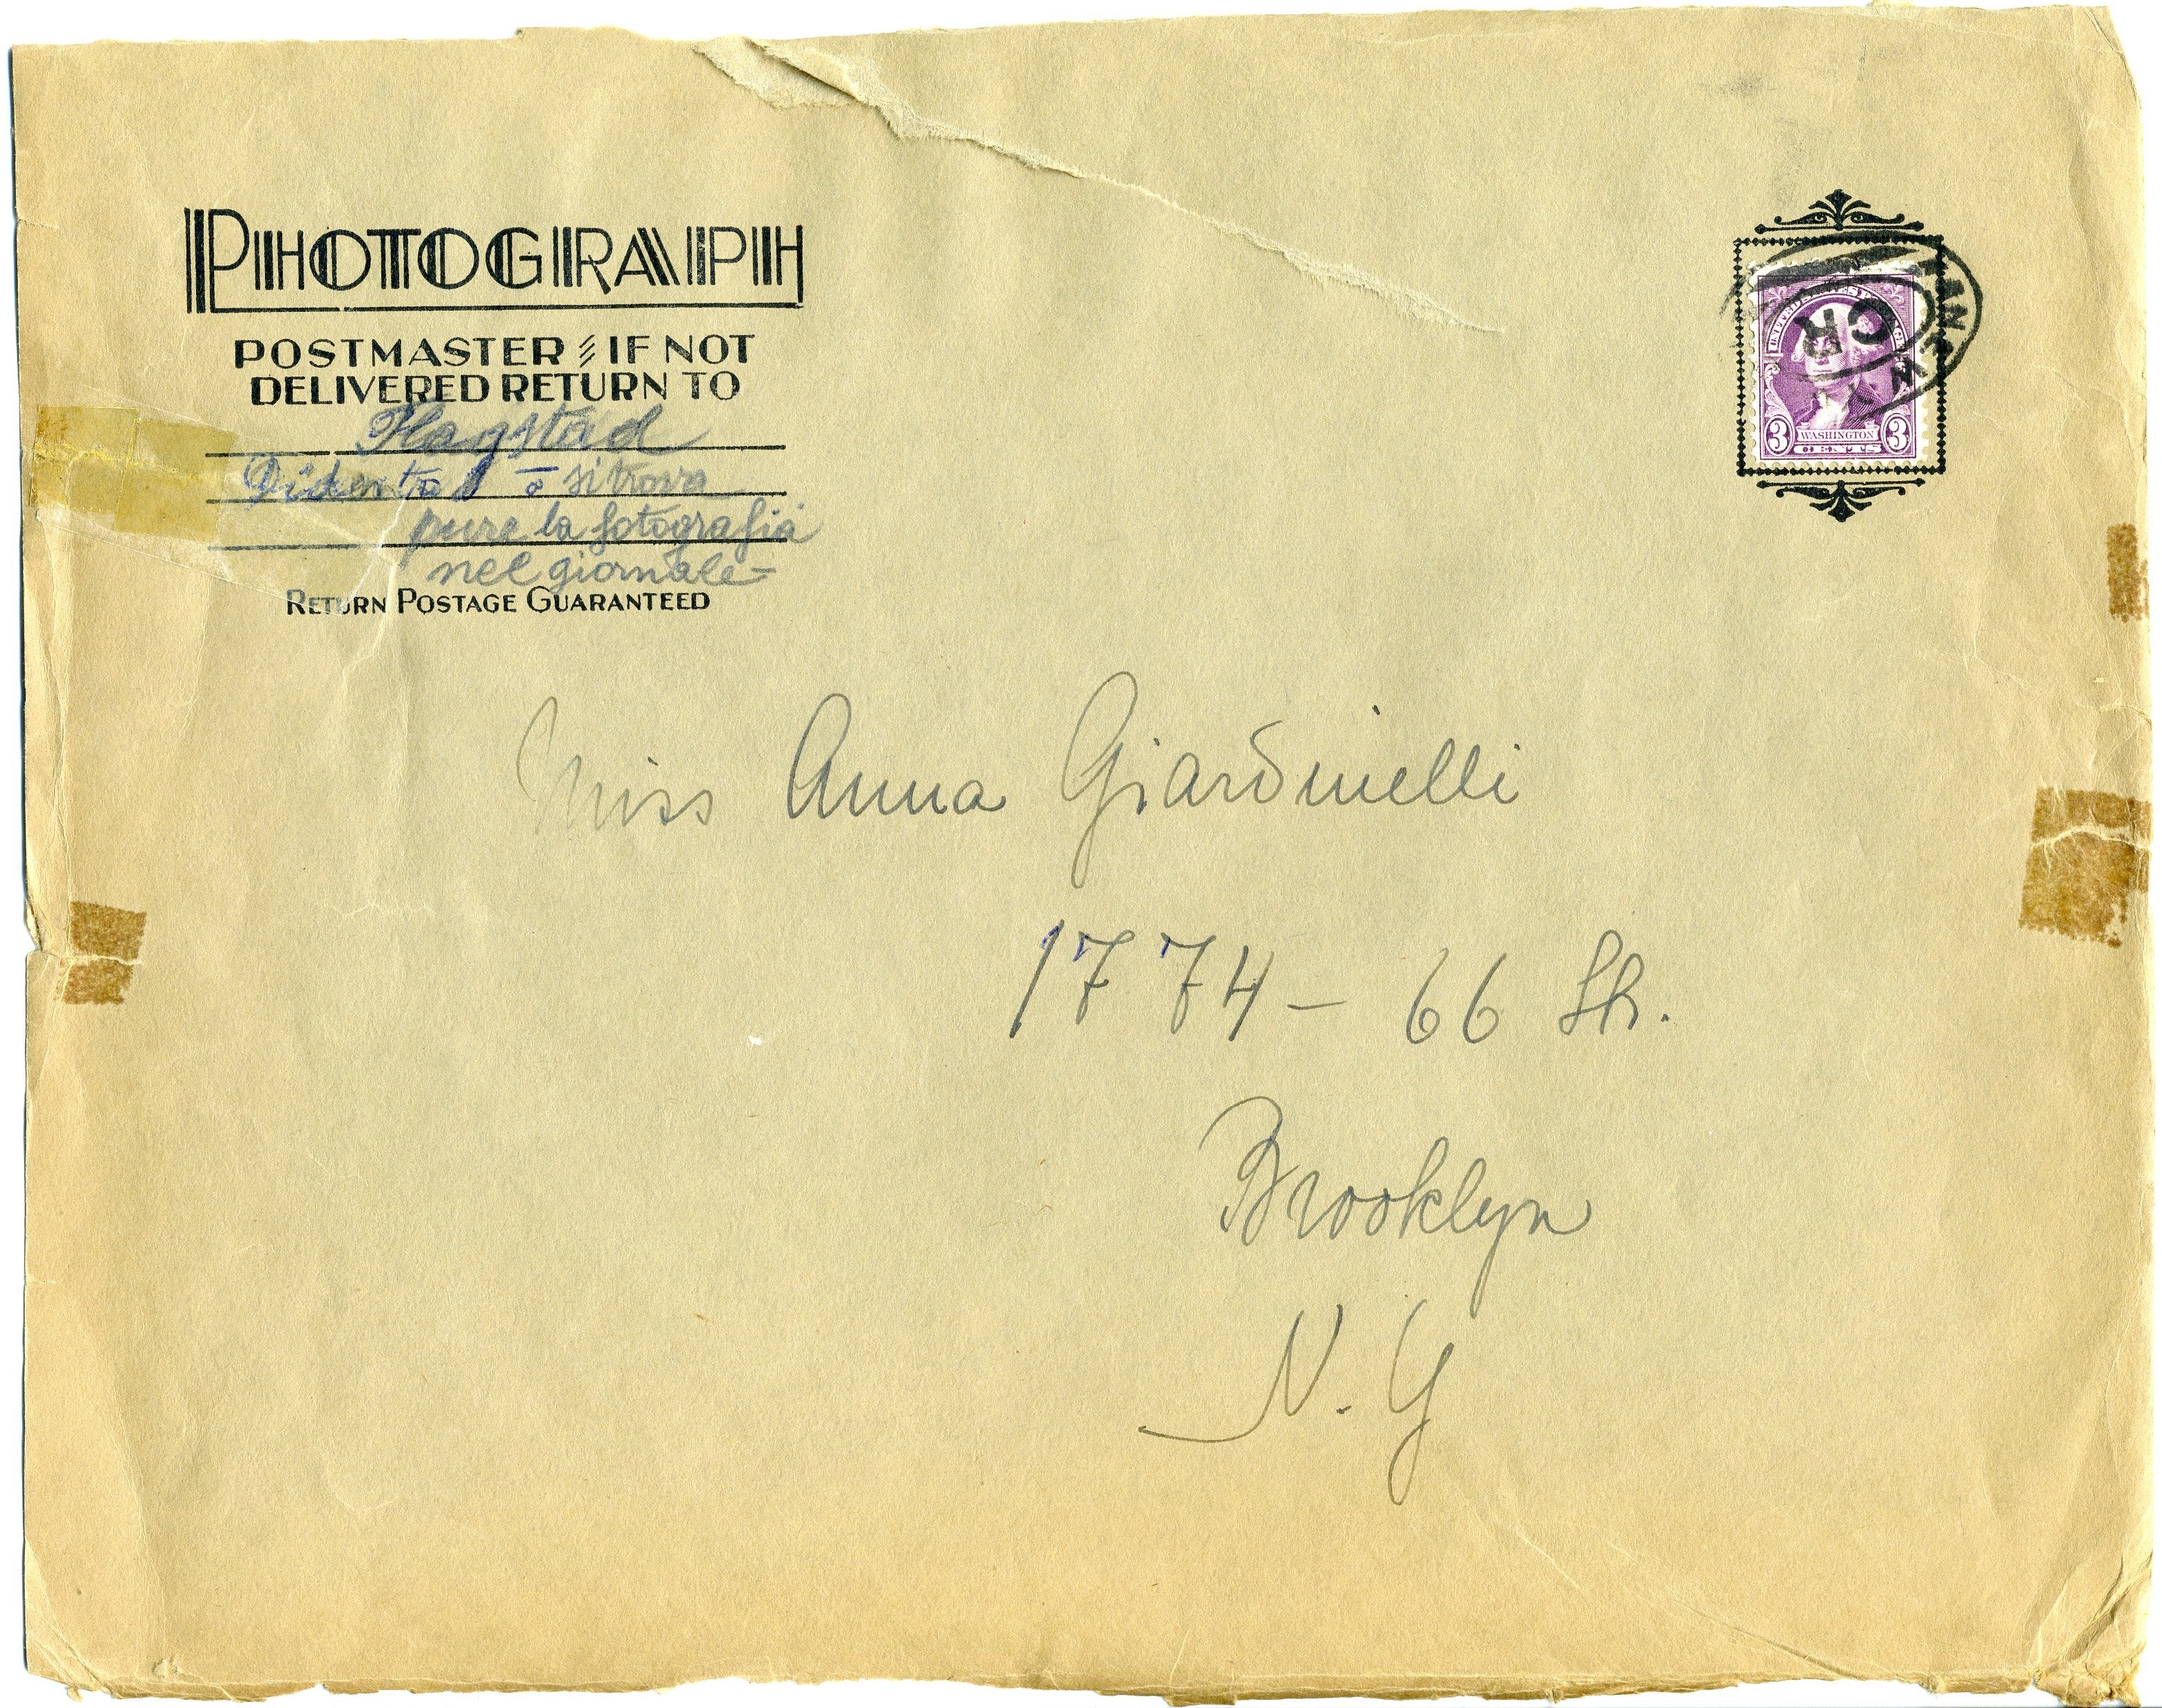 PHOTOGRAPH
POSTMASTER IF NOT
DELIVERED RETURN TO
Flagstad
si trova
pure la fotografia
nel giornale -
RETURN POSTAGE GUARANTEED
3 WASHINGTON 3
CENTS
Miss Anna Giardinelli
1774 - 66 Str.
Brooklyn
N. Y